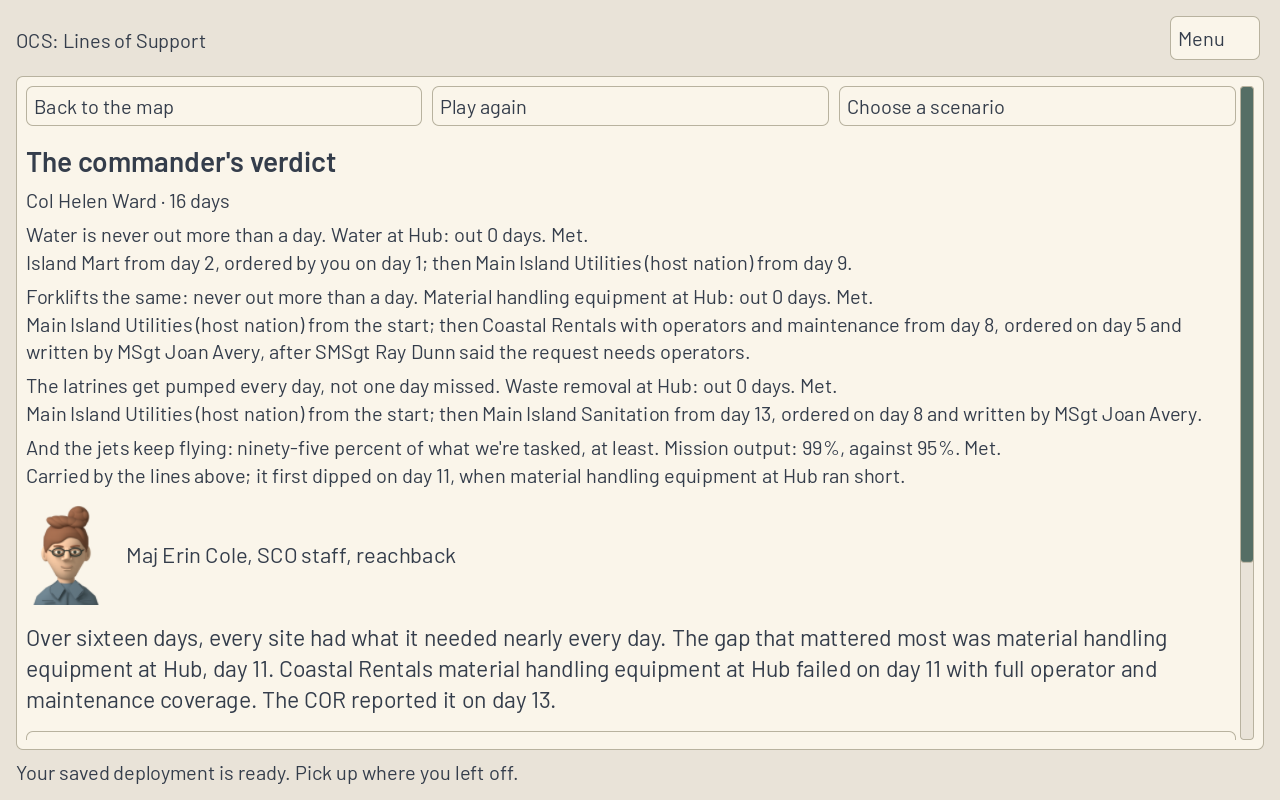 OCS: Lines of Support
Menu
Back to the map
Play again
Choose a scenario
The commander's verdict
Col Helen Ward · 16 days
Water is never out more than a day. Water at Hub: out 0 days. Met.
Island Mart from day 2, ordered by you on day 1; then Main Island Utilities (host nation) from day 9.
Forklifts the same: never out more than a day. Material handling equipment at Hub: out 0 days. Met.
Main Island Utilities (host nation) from the start; then Coastal Rentals with operators and maintenance from day 8, ordered on day 5 and
written by MSgt Joan Avery, after SMSgt Ray Dunn said the request needs operators.
The latrines get pumped every day, not one day missed. Waste removal at Hub: out 0 days. Met.
Main Island Utilities (host nation) from the start; then Main Island Sanitation from day 13, ordered on day 8 and written by MSgt Joan Avery.
And the jets keep flying: ninety-five percent of what we're tasked, at least. Mission output: 99%, against 95%. Met.
Carried by the lines above; it first dipped on day 11, when material handling equipment at Hub ran short.
Maj Erin Cole, SCO staff, reachback
Over sixteen days, every site had what it needed nearly every day. The gap that mattered most was material handling
equipment at Hub, day 11. Coastal Rentals material handling equipment at Hub failed on day 11 with full operator and
maintenance coverage. The COR reported it on day 13.
Your saved deployment is ready. Pick up where you left off.